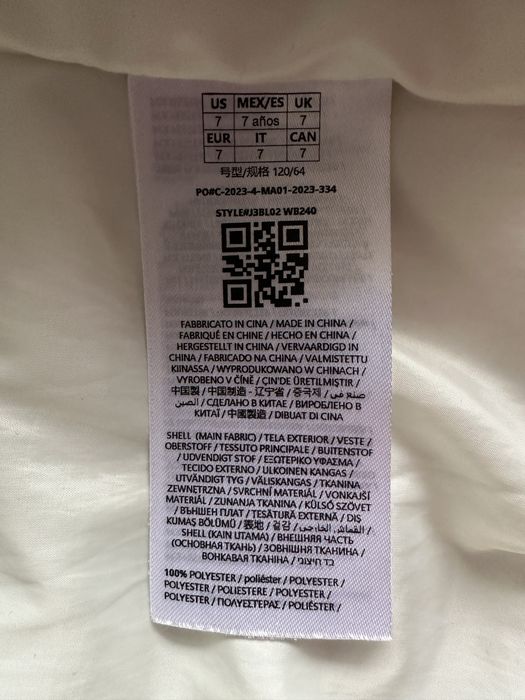 US MEX/ES UK
7 7 años 7
EUR IT CAN
7 7 7
号型/规格 120/64
PO#C-2023-4-MA01-2023-334
STYLE#J3BL02 WB240
FABBRICATO IN CINA / MADE IN CHINA /
FABRIQUÉ EN CHINE / HECHO EN CHINA /
HERGESTELLT IN CHINA / VERVAARDIGD IN
CHINA / FABRICADO NA CHINA / VALMISTETTU
KIINASSA / WYPRODUKOWANO W CHINACH /
VYROBENO V ČÍNĚ / ÇIN'DE ÜRETILMIŞTIR /
中国製 / 中国制造 - 辽宁省 / 중국제 / صنع في
الصين / СДЕЛАНО В КИТАЕ / ВИРОБЛЕНО В
КИТАЇ / 中國製造 / DIBUAT DI CINA
SHELL (MAIN FABRIC) / TELA EXTERIOR / VESTE /
OBERSTOFF / TESSUTO PRINCIPALE / BUITENSTOF
/ UDVENDIGT STOF / ΕΞΩΤΕΡΙΚΟ ΥΦΑΣΜΑ /
TECIDO EXTERNO / ULKOINEN KANGAS /
UTVÄNDIGT TYG / VÄLISKANGAS / TKANINA
ZEWNĘTRZNA / SVRCHNÍ MATERIÁL / VONKAJŠÍ
MATERIÁL / ZUNANJA TKANINA / KÜLSŐ SZÖVET
/ ВЪНШЕН ПЛАТ / ȚESĂTURĂ EXTERNĂ / DIŞ
KUMAŞ BÖLÜMÜ / 表地 / 겉감 / القماش الخارجي /
SHELL (KAIN UTAMA) / ВНЕШНЯЯ ЧАСТЬ
(ОСНОВНАЯ ТКАНЬ) / ЗОВНІШНЯ ТКАНИНА /
ВОНКАВАЯ ТКАНІНА / בד חיצוני
100% POLYESTER / poliéster / POLYESTER /
POLYESTER / POLIESTERE / POLYESTER /
POLYESTER / ΠΟΛΥΕΣΤΕΡΑΣ / POLIÉSTER /